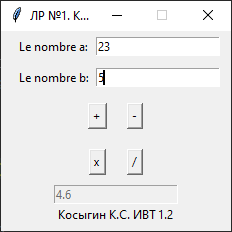 ЛР №1. К...
Le nombre a: 23
Le nombre b: 5
+ -
x /
4.6
Косыгин К.С. ИВТ 1.2